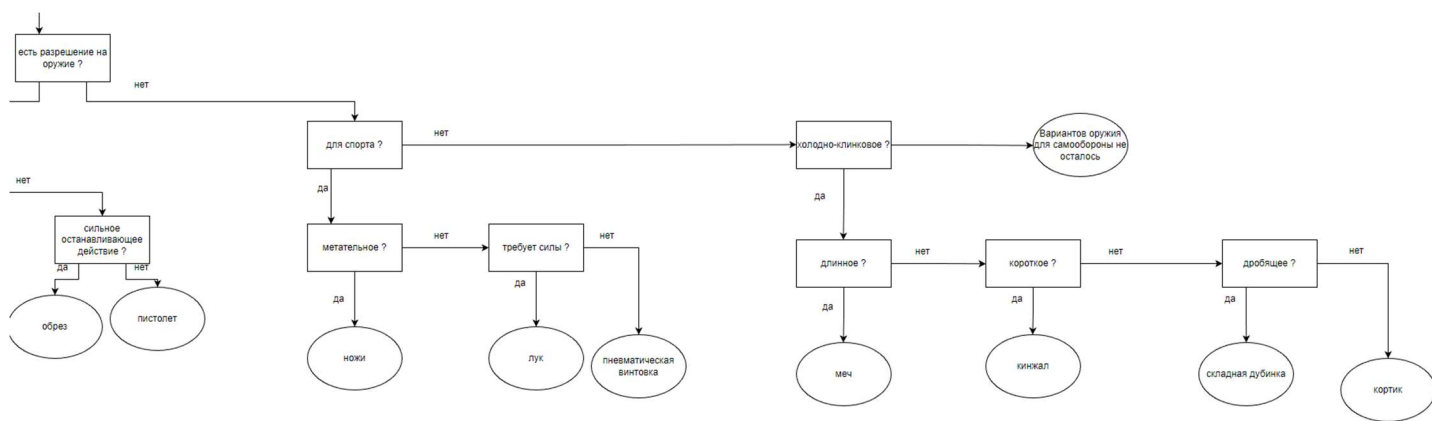 есть разрешение на
оружие ?
нет
для спорта ?
нет
холодно-клинковое ?
Вариантов оружия
для самообороны не
осталось
нет
да
да
сильное
останавливающее
действие ?
да
нет
обрез
пистолет
метательное ?
нет
требует силы ?
нет
да
да
ножи
лук
пневматическая
винтовка
длинное ?
нет
короткое ?
нет
дробящее ?
нет
да
да
да
меч
кинжал
складная дубинка
кортик